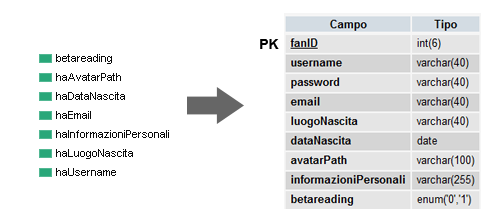 betareading
haAvatarPath
haDataNascita
haEmail
haInformazioniPersonali
haLuogoNascita
haUsername
Campo Tipo
PK fanID int(6)
username varchar(40)
password varchar(40)
email varchar(40)
luogoNascita varchar(40)
dataNascita date
avatarPath varchar(100)
informazioniPersonali varchar(255)
betareading enum('0','1')